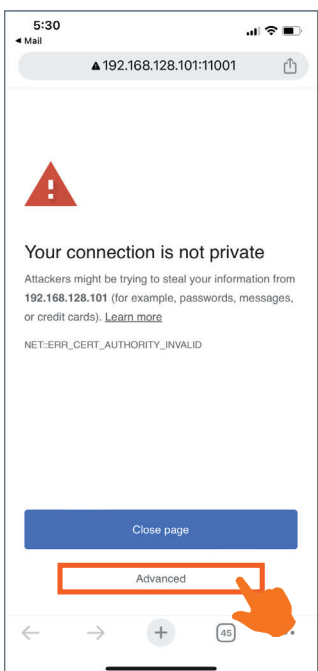 5:30
◀ Mail
192.168.128.101:11001
Your connection is not private
Attackers might be trying to steal your information from
192.168.128.101 (for example, passwords, messages,
or credit cards). Learn more
NET::ERR_CERT_AUTHORITY_INVALID
Close page
Advanced
45